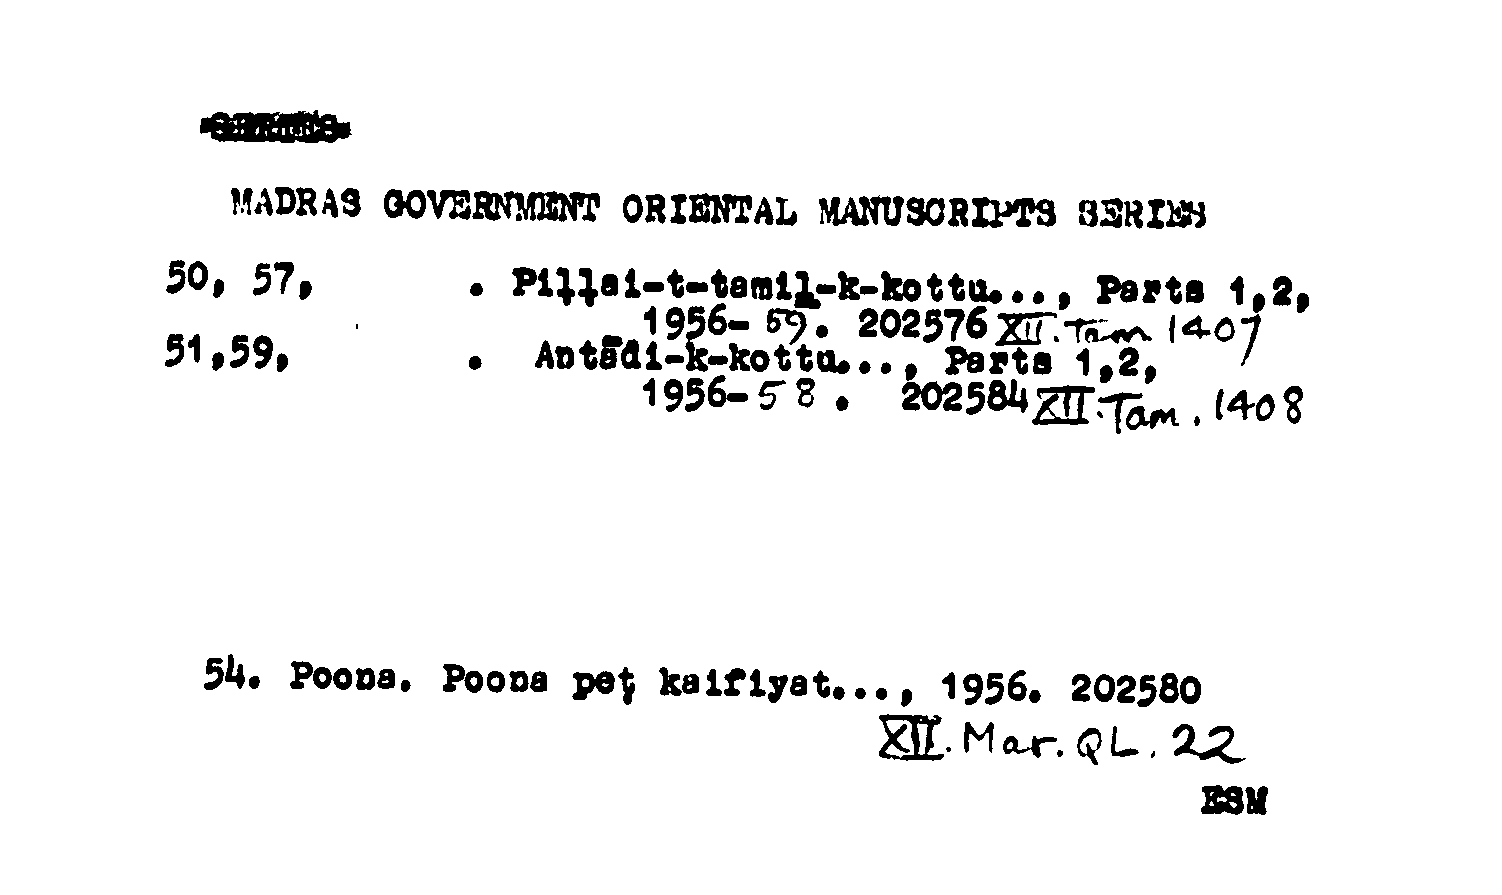 SERIES
MADRAS GOVERNMENT ORIENTAL MANUSCRIPTS SERIES
50, 57, . Piḷḷai-t-tamiḻ-k-kottu..., Parts 1,2,
1956-59. 202576 XII.Tam 1407
51,59, . Antādi-k-kottu..., Parts 1,2,
1956-58. 202584 XII.Tam. 1408
54. Poona. Poona peṭ kaifiyat..., 1956. 202580
XII.Mar.QL.22
ESM